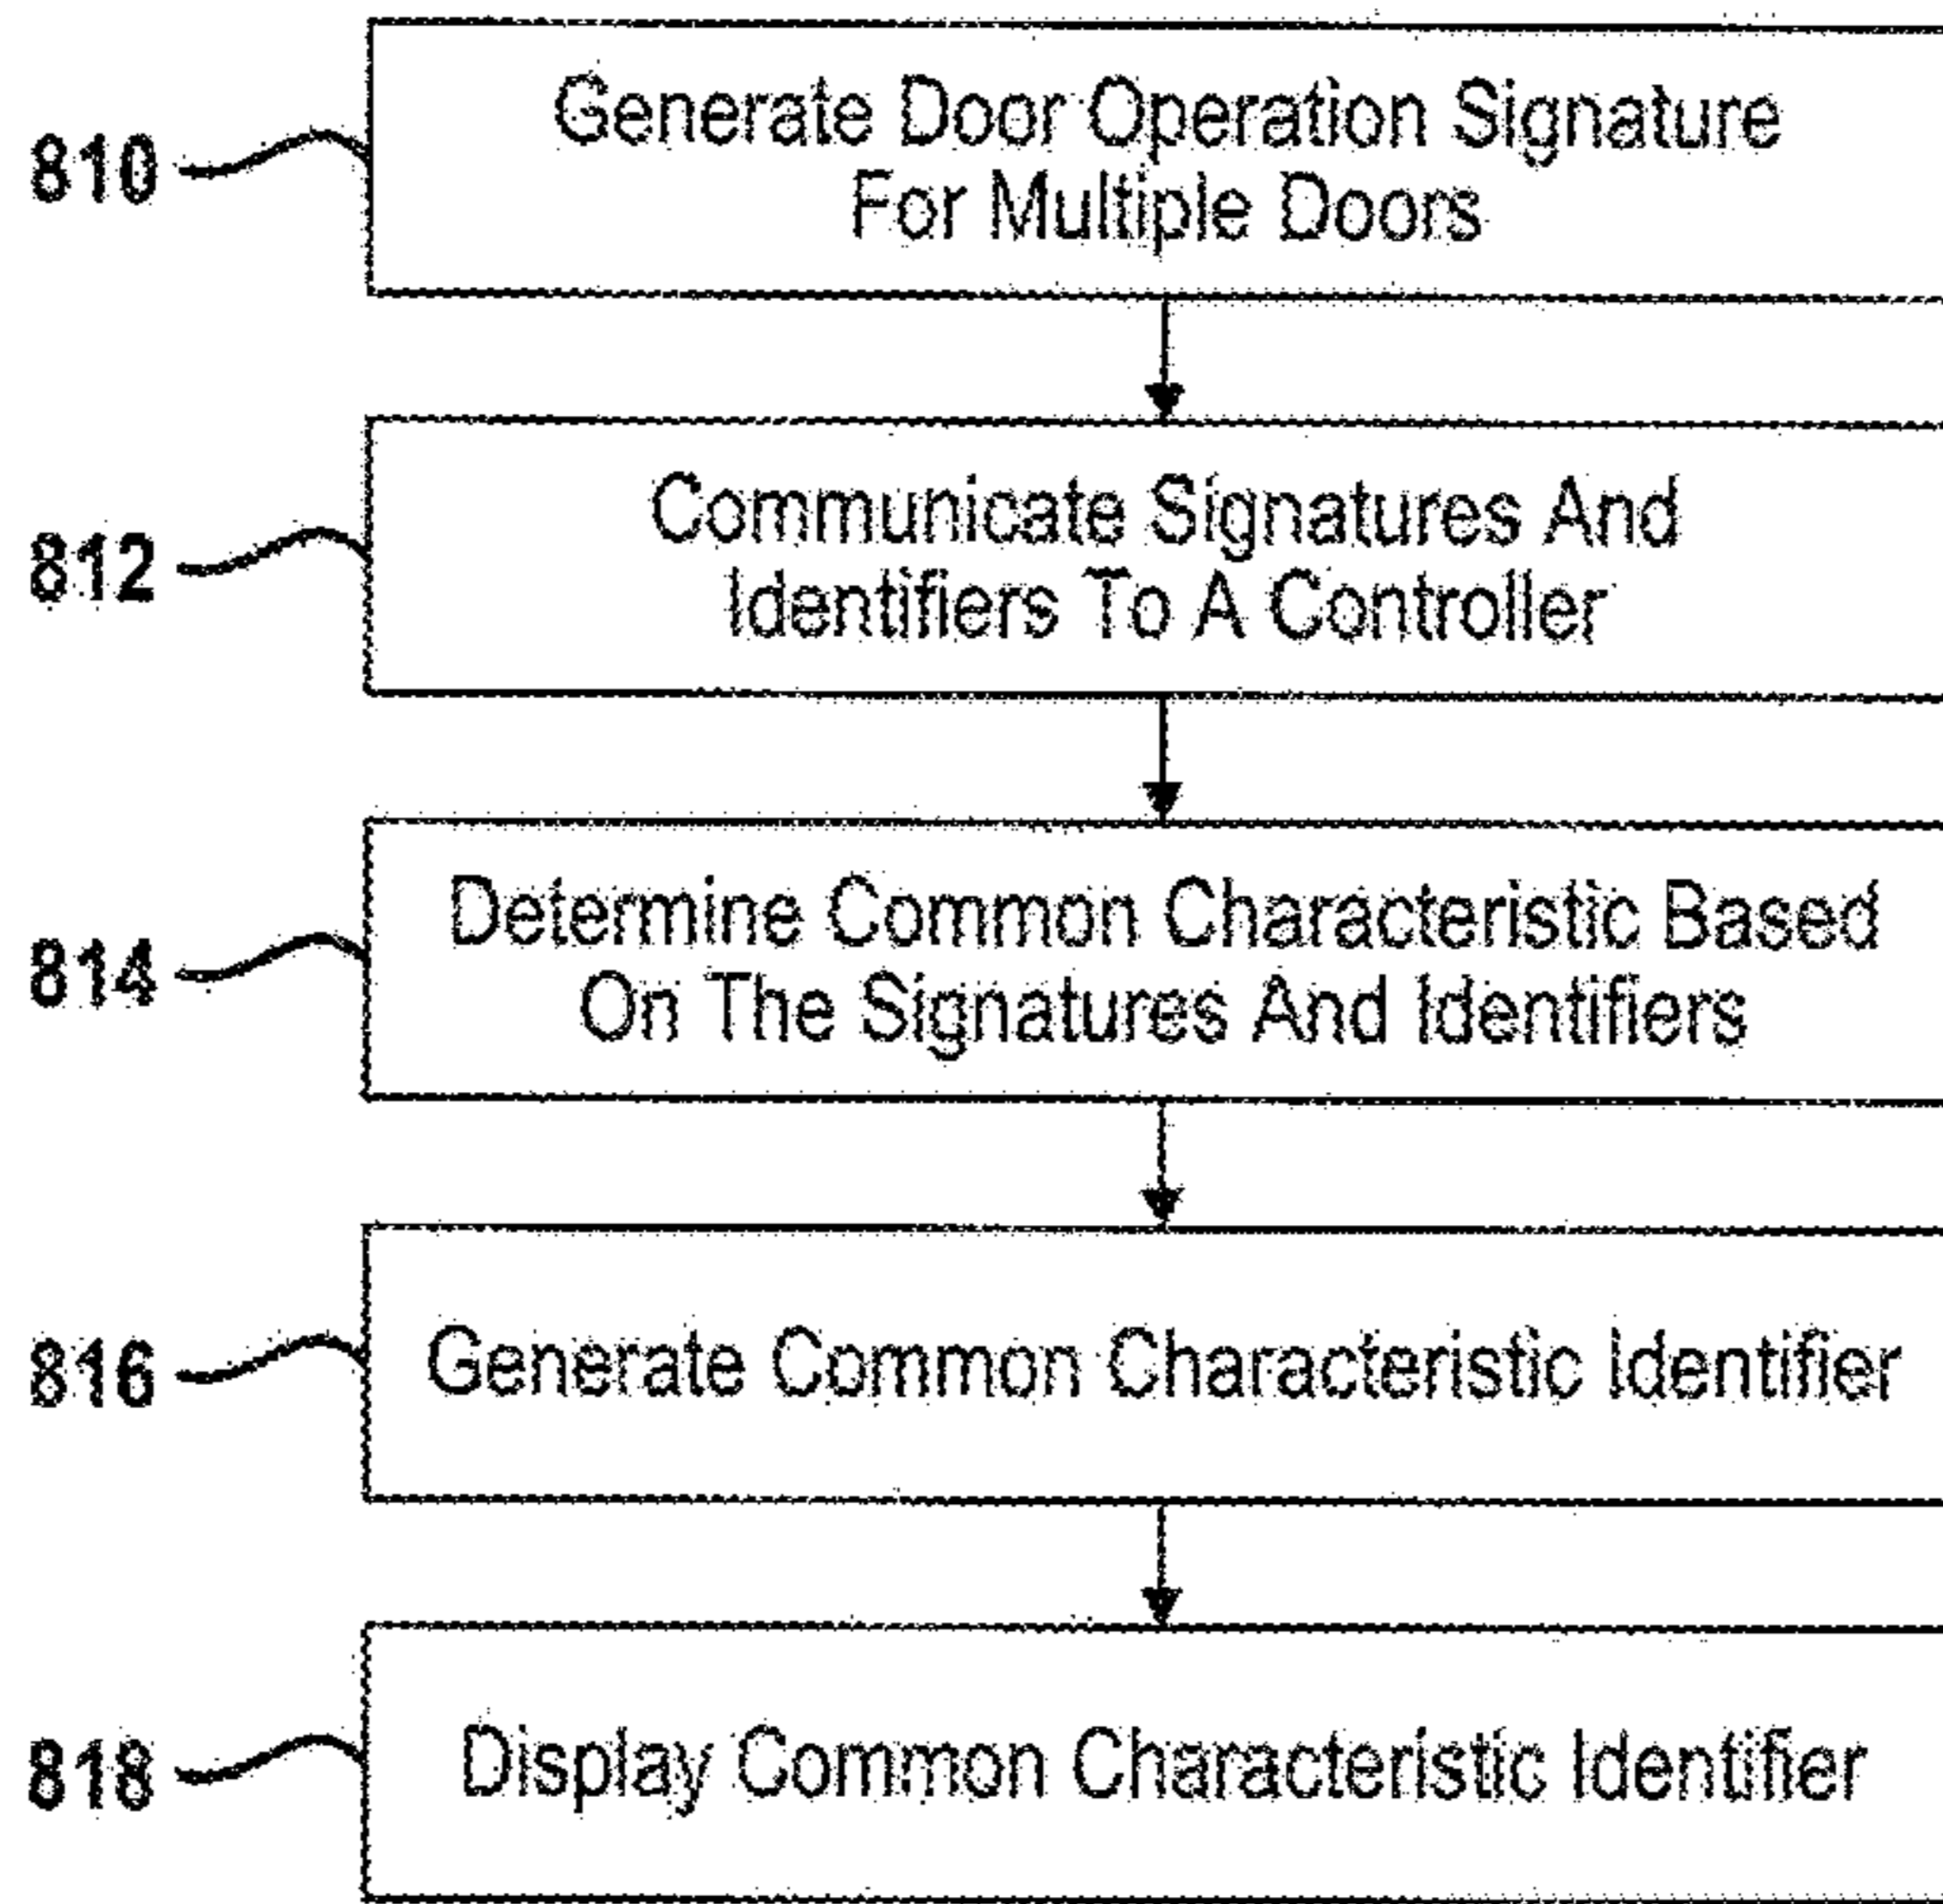 810
Generate Door Operation Signature
For Multiple Doors
812
Communicate Signatures And
Identifiers To A Controller
814
Determine Common Characteristic Based
On The Signatures And Identifiers
816
Generate Common Characteristic Identifier
818
Display Common Characteristic Identifier